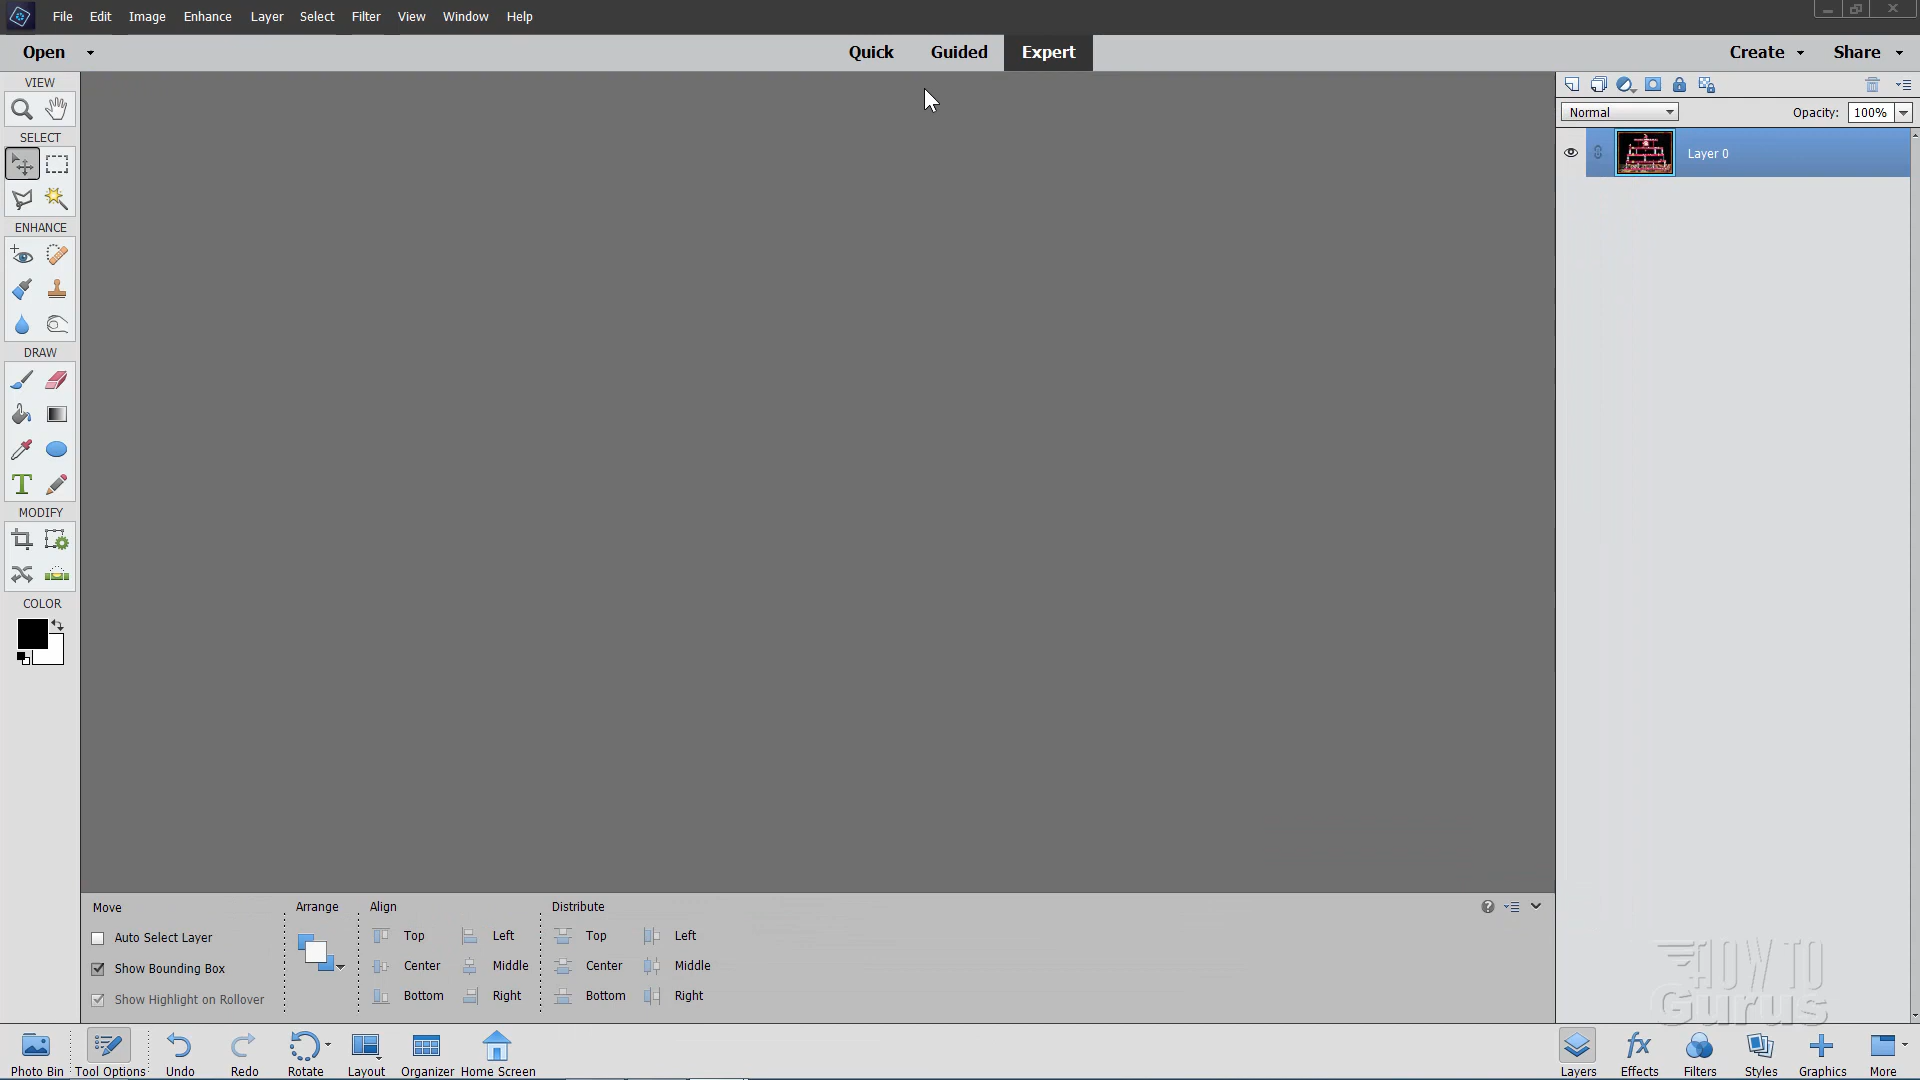 File Edit Image Enhance Layer Select Filter View Window Help
Open Quick Guided Expert Create Share
VIEW
SELECT
ENHANCE
DRAW
MODIFY
COLOR
Normal Opacity: 100%
Layer 0
Move Arrange Align Distribute
Auto Select Layer Top Left Top Left
Show Bounding Box Center Middle Center Middle
Show Highlight on Rollover Bottom Right Bottom Right
HOW TO
Gurus
Photo Bin Tool Options Undo Redo Rotate Layout Organizer Home Screen Layers Effects Filters Styles Graphics More